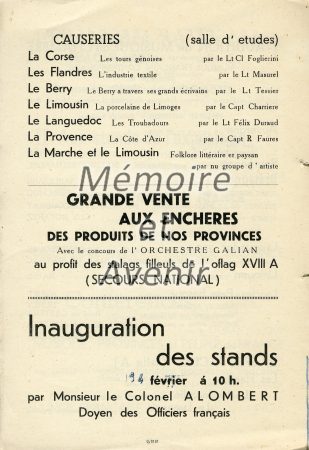 CAUSERIES (salle d' etudes)
La Corse Les tours génoises par le Lt Cl Foglierini
Les Flandres L'industrie textile par le Lt Masurel
Le Berry Le Berry a travers ses grands écrivains par le Lt Tessier
Le Limousin La porcelaine de Limoges par le Capt Charriere
Le Languedoc Les Troubadours par le Lt Félix Duraud
La Provence La Côte d'Azur par le Capt R Faures
La Marche et le Limousin Folklore littéraire et paysan
par nu groupe d'artiste
Mémoire et Avenir
GRANDE VENTE
AUX ENCHERES
DES PRODUITS DE NOS PROVINCES
Avec le concours de l'ORCHESTRE GALIAN
au profit des stalags filleuls de l'oflag XVIII A
(SECOURS NATIONAL)
Inauguration
des stands
février á 10 h.
par Monsieur le Colonel ALOMBERT
Doyen des Officiers français